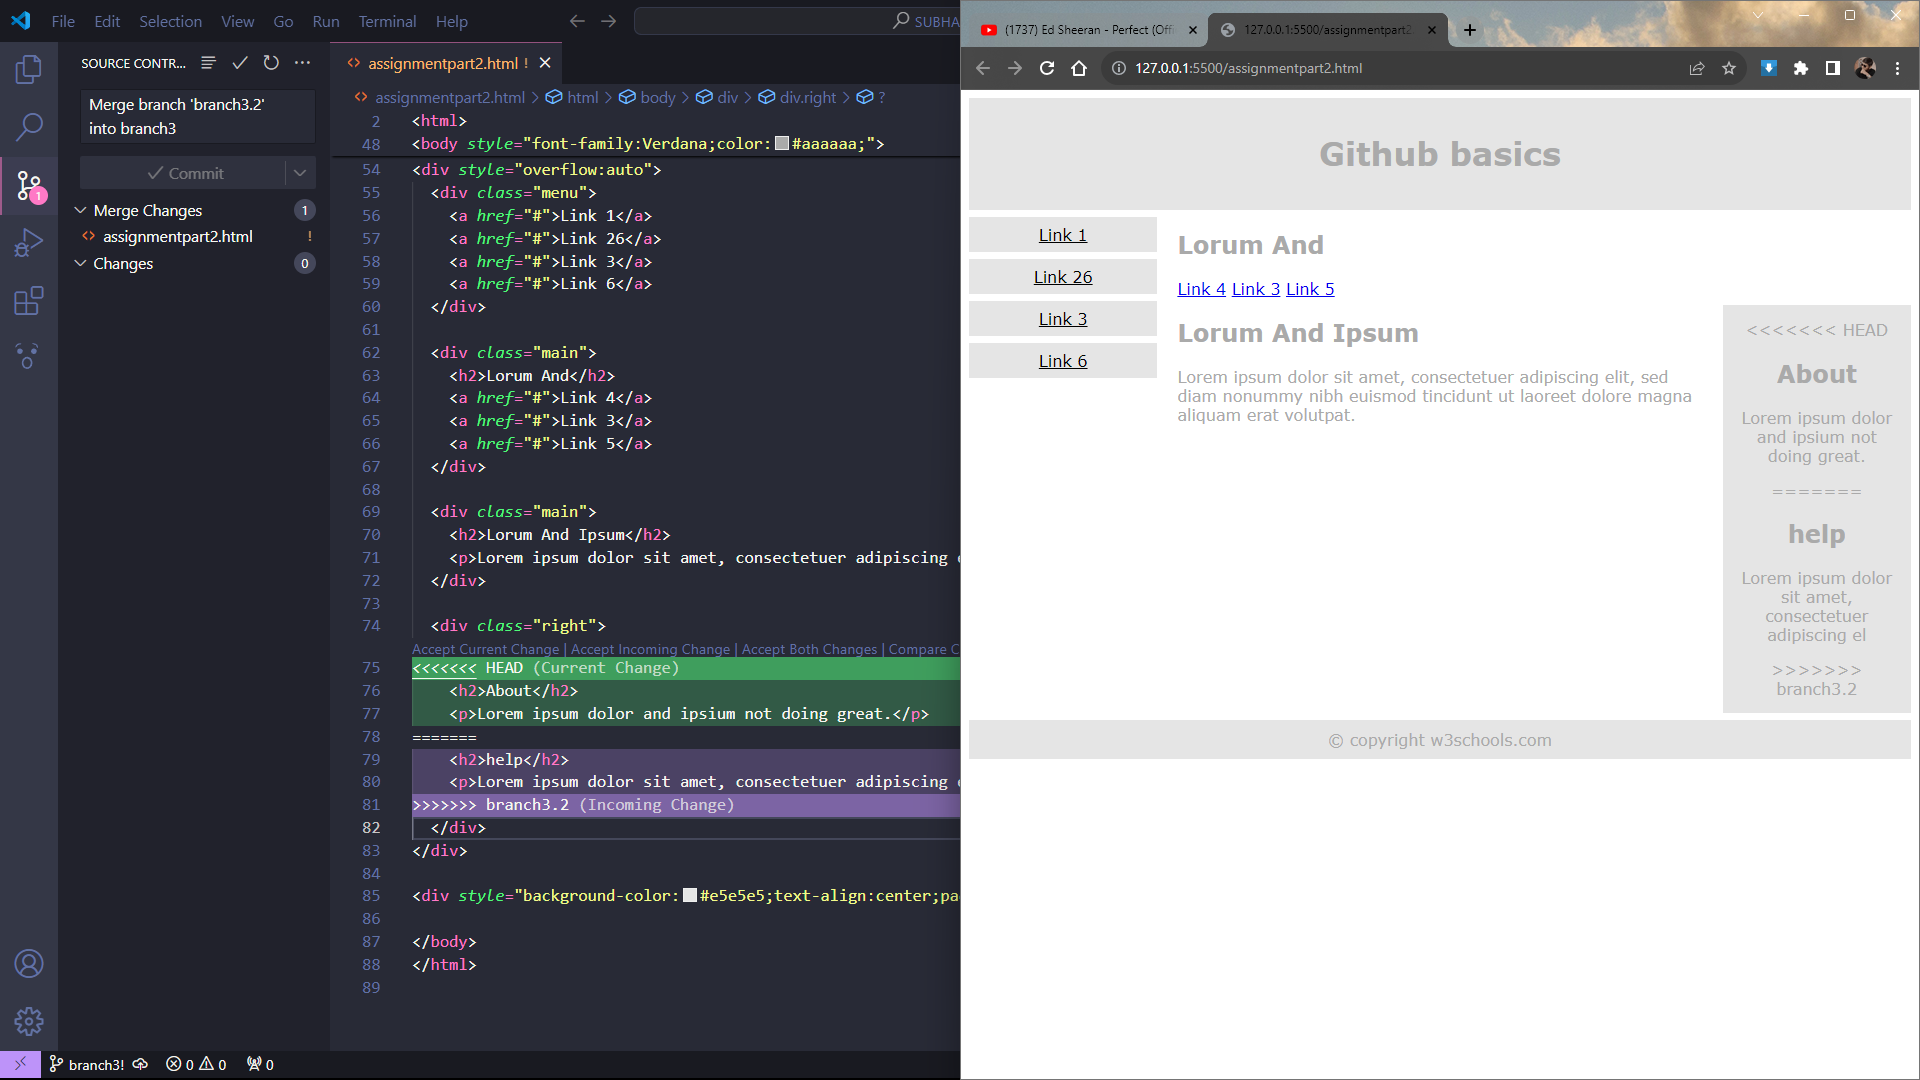 File Edit Selection View Go Run Terminal Help
SUBHA
SOURCE CONTR...
Merge branch 'branch3.2'
into branch3
Commit
Merge Changes 1
assignmentpart2.html !
Changes 0
1
assignmentpart2.html !
assignmentpart2.html > html > body > div > div.right > ?
2 <html>
48 <body style="font-family:Verdana;color:#aaaaaa;">
54 <div style="overflow:auto">
55 <div class="menu">
56 <a href="#">Link 1</a>
57 <a href="#">Link 26</a>
58 <a href="#">Link 3</a>
59 <a href="#">Link 6</a>
60 </div>
61
62 <div class="main">
63 <h2>Lorum And</h2>
64 <a href="#">Link 4</a>
65 <a href="#">Link 3</a>
66 <a href="#">Link 5</a>
67 </div>
68
69 <div class="main">
70 <h2>Lorum And Ipsum</h2>
71 <p>Lorem ipsum dolor sit amet, consectetuer adipiscing
72 </div>
73
74 <div class="right">
Accept Current Change | Accept Incoming Change | Accept Both Changes | Compare C
75 <<<<<<< HEAD (Current Change)
76 <h2>About</h2>
77 <p>Lorem ipsum dolor and ipsium not doing great.</p>
78 =======
79 <h2>help</h2>
80 <p>Lorem ipsum dolor sit amet, consectetuer adipiscing
81 >>>>>>> branch3.2 (Incoming Change)
82 </div>
83 </div>
84
85 <div style="background-color:#e5e5e5;text-align:center;pa
86
87 </body>
88 </html>
89
branch3! 0 0 0
(1737) Ed Sheeran - Perfect (Offi
127.0.0.1:5500/assignmentpart2
127.0.0.1:5500/assignmentpart2.html
Github basics
Link 1
Link 26
Link 3
Link 6
Lorum And
Link 4 Link 3 Link 5
Lorum And Ipsum
Lorem ipsum dolor sit amet, consectetuer adipiscing elit, sed
diam nonummy nibh euismod tincidunt ut laoreet dolore magna
aliquam erat volutpat.
<<<<<<< HEAD
About
Lorem ipsum dolor
and ipsium not
doing great.
=======
help
Lorem ipsum dolor
sit amet,
consectetuer
adipiscing el
>>>>>>>
branch3.2
© copyright w3schools.com